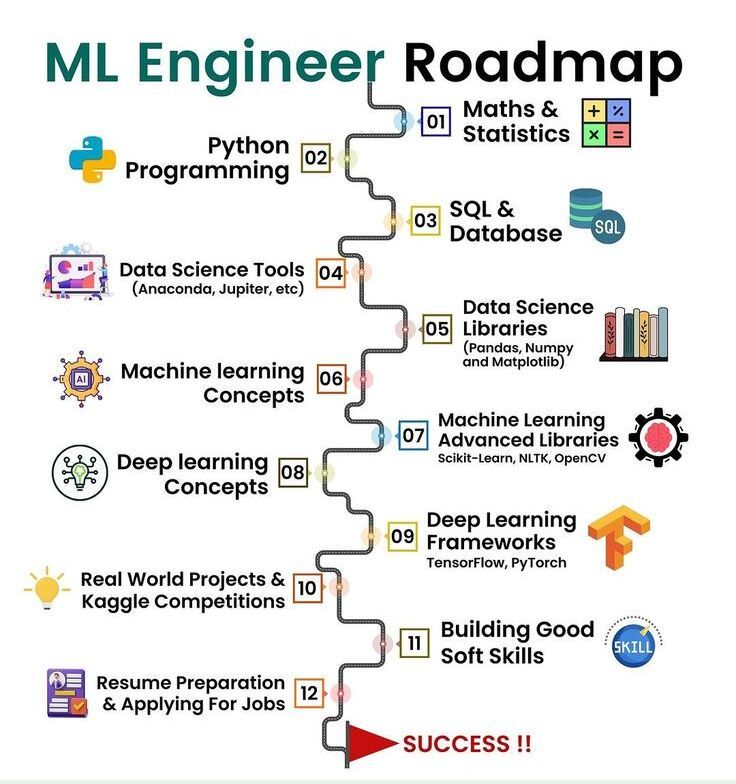 ML Engineer Roadmap
01
Maths &
Statistics
+ %
× =
Python
Programming
02
03
SQL &
Database
SQL
Data Science Tools
(Anaconda, Jupiter, etc)
04
05
Data Science
Libraries
(Pandas, Numpy
and Matplotlib)
AI
Machine learning
Concepts
06
07
Machine Learning
Advanced Libraries
Scikit-Learn, NLTK, OpenCV
Deep learning
Concepts
08
09
Deep Learning
Frameworks
TensorFlow, PyTorch
Real World Projects &
Kaggle Competitions
10
11
Building Good
Soft Skills
SKILL
Resume Preparation
& Applying For Jobs
12
SUCCESS !!